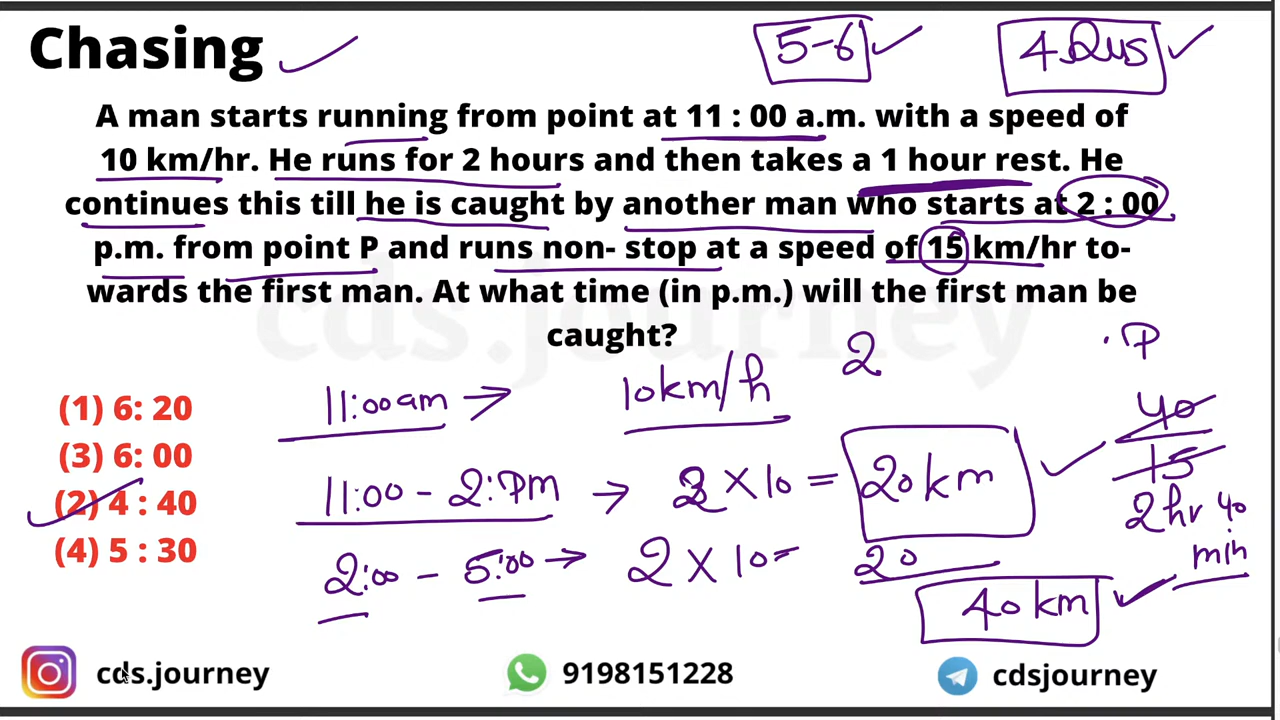 Chasing
5-6
4 Qus
A man starts running from point at 11 : 00 a.m. with a speed of
10 km/hr. He runs for 2 hours and then takes a 1 hour rest. He
continues this till he is caught by another man who starts at 2 : 00
p.m. from point P and runs non- stop at a speed of 15 km/hr to-
wards the first man. At what time (in p.m.) will the first man be
caught?
cds.journey
2
. P
(1) 6: 20
11:00am → 10km/h
40
(3) 6: 00
15
(2) 4 : 40
11:00 - 2:PM → 2 X 10 = 20km
2hr 40
min
(4) 5 : 30
2:00 - 5:00 → 2 X 10= 20
40 km
cds.journey
9198151228
cdsjourney